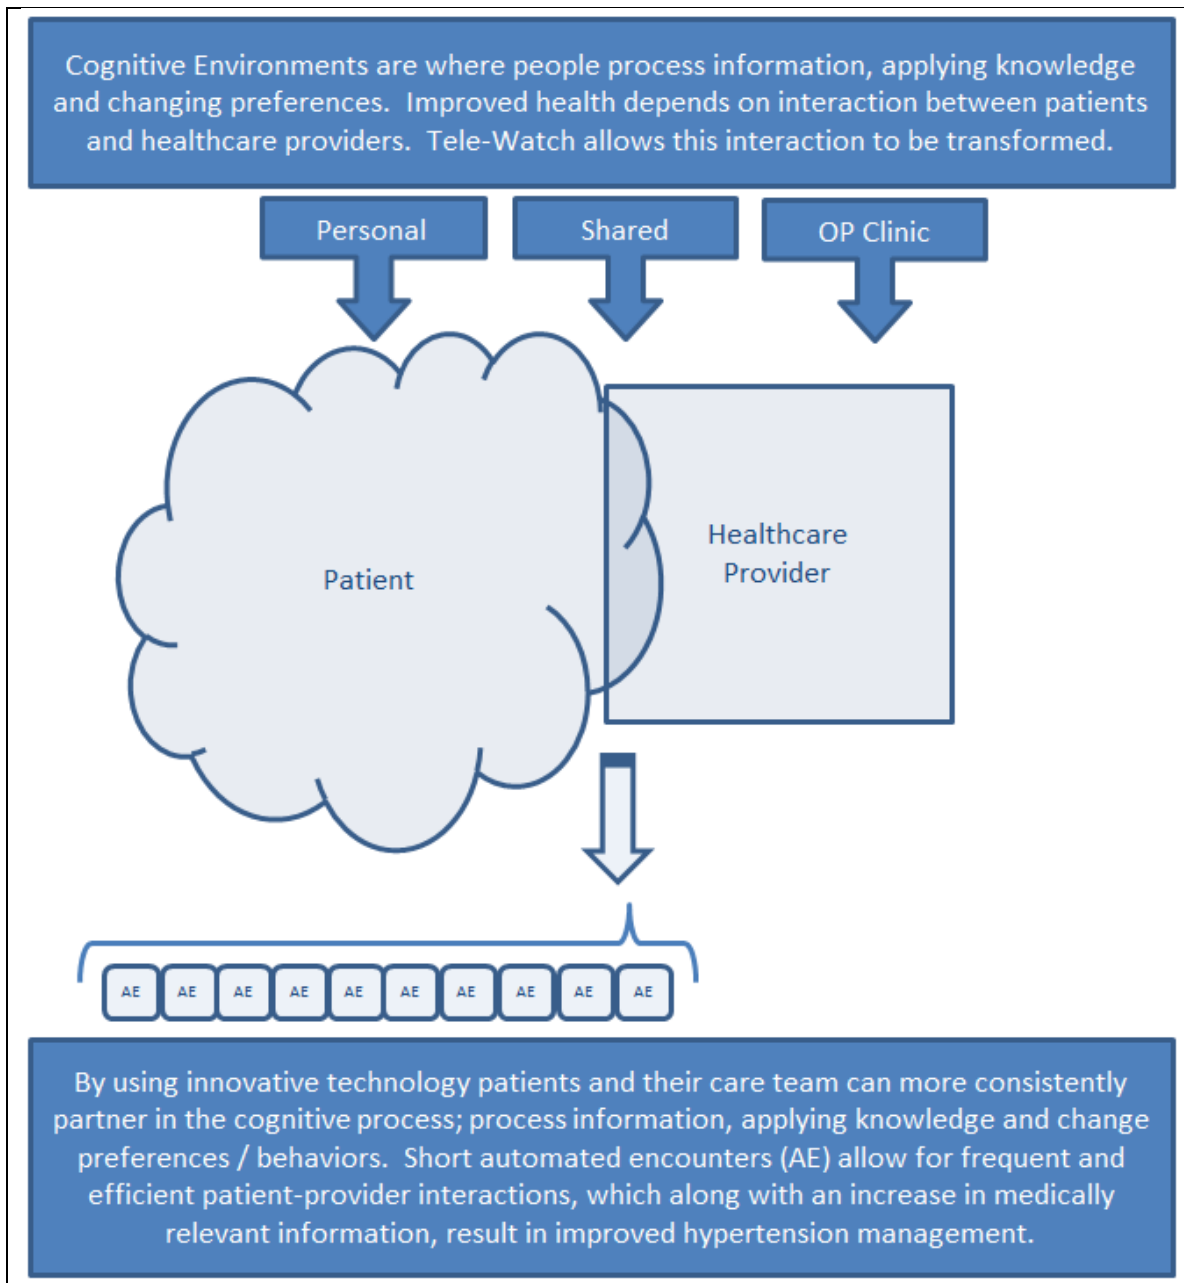 Cognitive Environments are where people process information, applying knowledge
and changing preferences.  Improved health depends on interaction between patients
and healthcare providers.  Tele-Watch allows this interaction to be transformed.
Personal
Shared
OP Clinic
Patient
Healthcare
Provider
AE AE AE AE AE AE AE AE AE AE
By using innovative technology patients and their care team can more consistently
partner in the cognitive process; process information, applying knowledge and change
preferences / behaviors.  Short automated encounters (AE) allow for frequent and
efficient patient-provider interactions, which along with an increase in medically
relevant information, result in improved hypertension management.